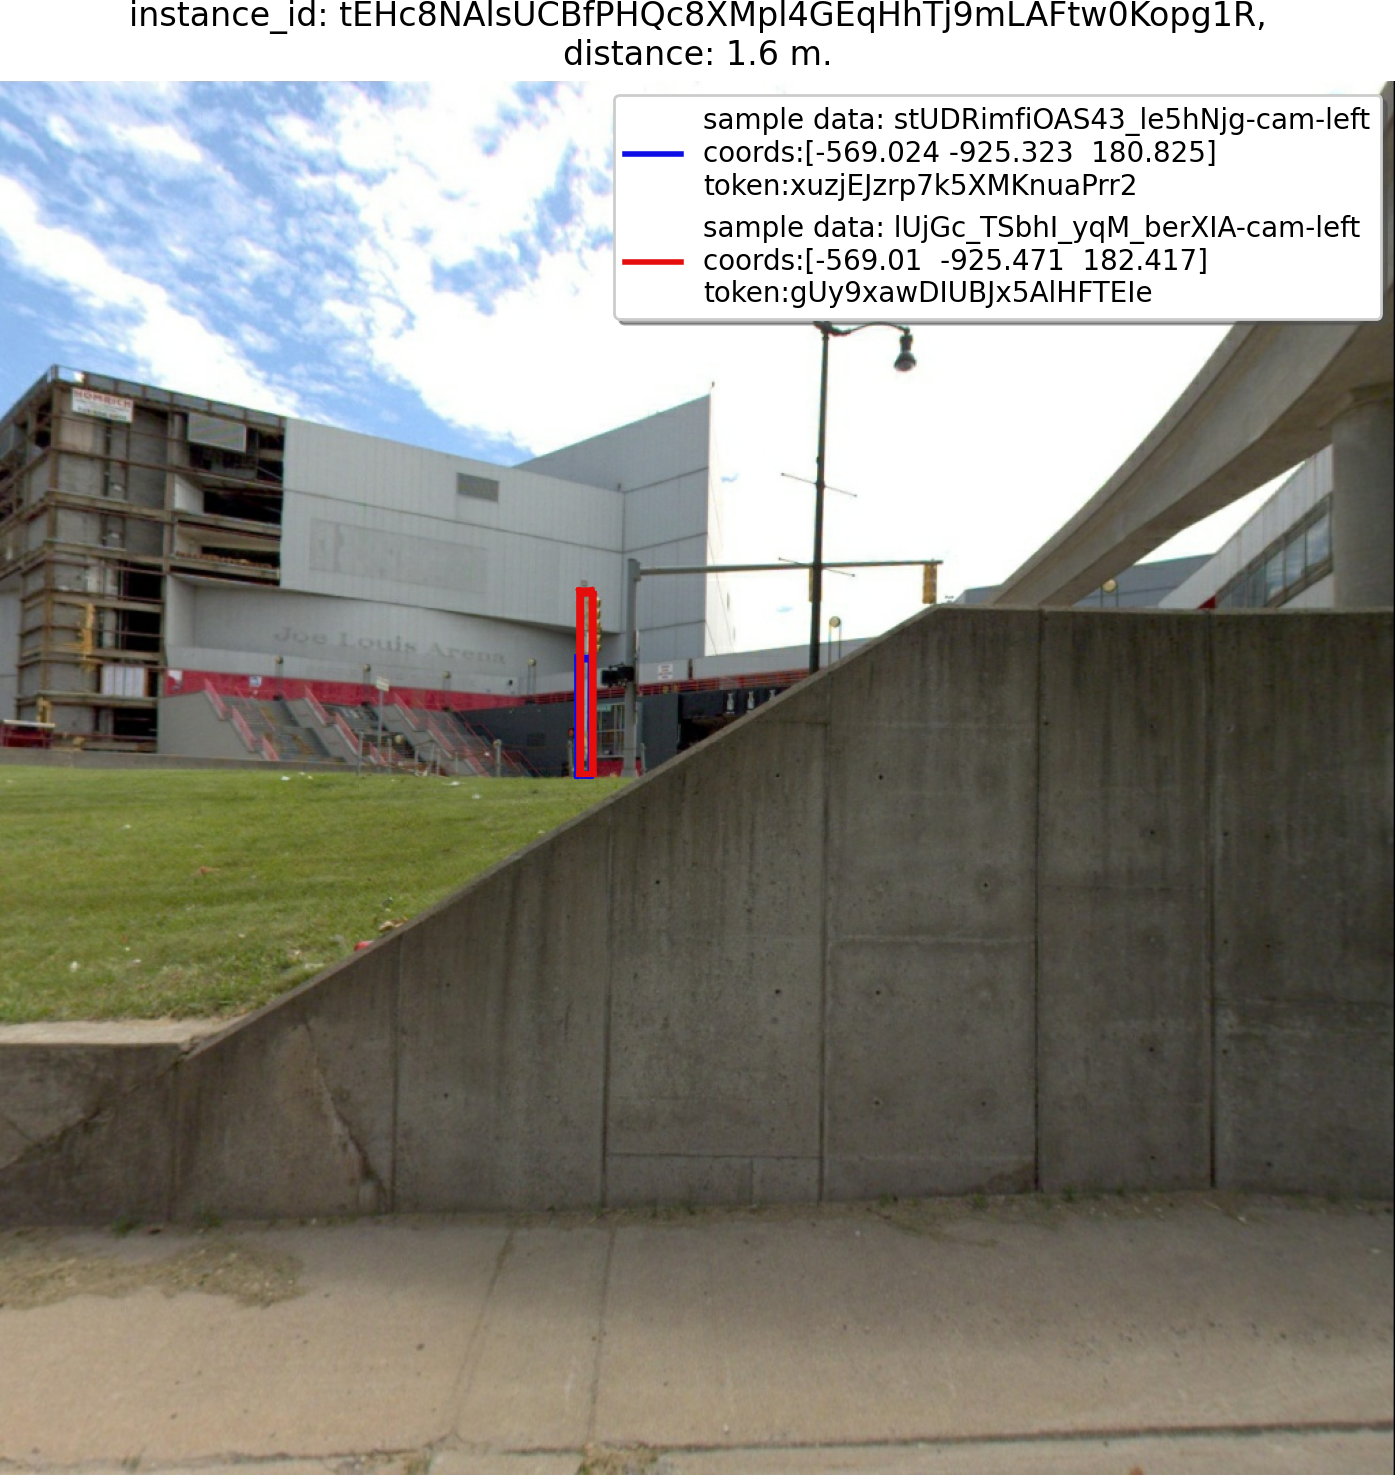 instance_id: tEHc8NAlsUCBfPHQc8XMpl4GEqHhTj9mLAFtw0Kopg1R,
distance: 1.6 m.
sample data: stUDRimfiOAS43_le5hNjg-cam-left
coords:[-569.024 -925.323  180.825]
token:xuzjEJzrp7k5XMKnuaPrr2
sample data: lUjGc_TSbhI_yqM_berXIA-cam-left
coords:[-569.01  -925.471  182.417]
token:gUy9xawDIUBJx5AlHFTEIe
HOMRICH
Joe Louis Arena